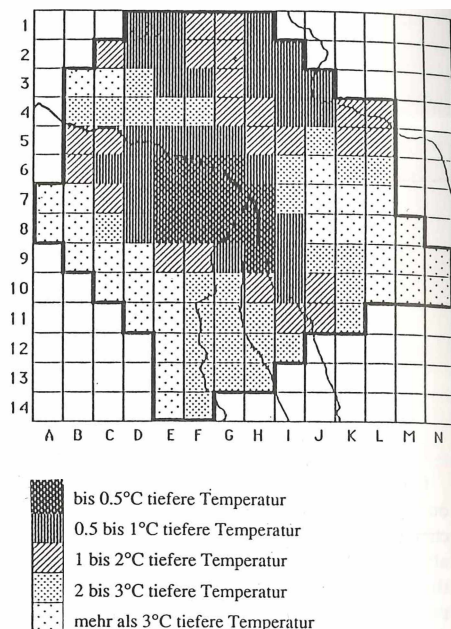 1
2
3
4
5
6
7
8
9
10
11
12
13
14
A B C D E F G H I J K L M N
bis 0.5°C tiefere Temperatur
0.5 bis 1°C tiefere Temperatur
1 bis 2°C tiefere Temperatur
2 bis 3°C tiefere Temperatur
mehr als 3°C tiefere Temperatur